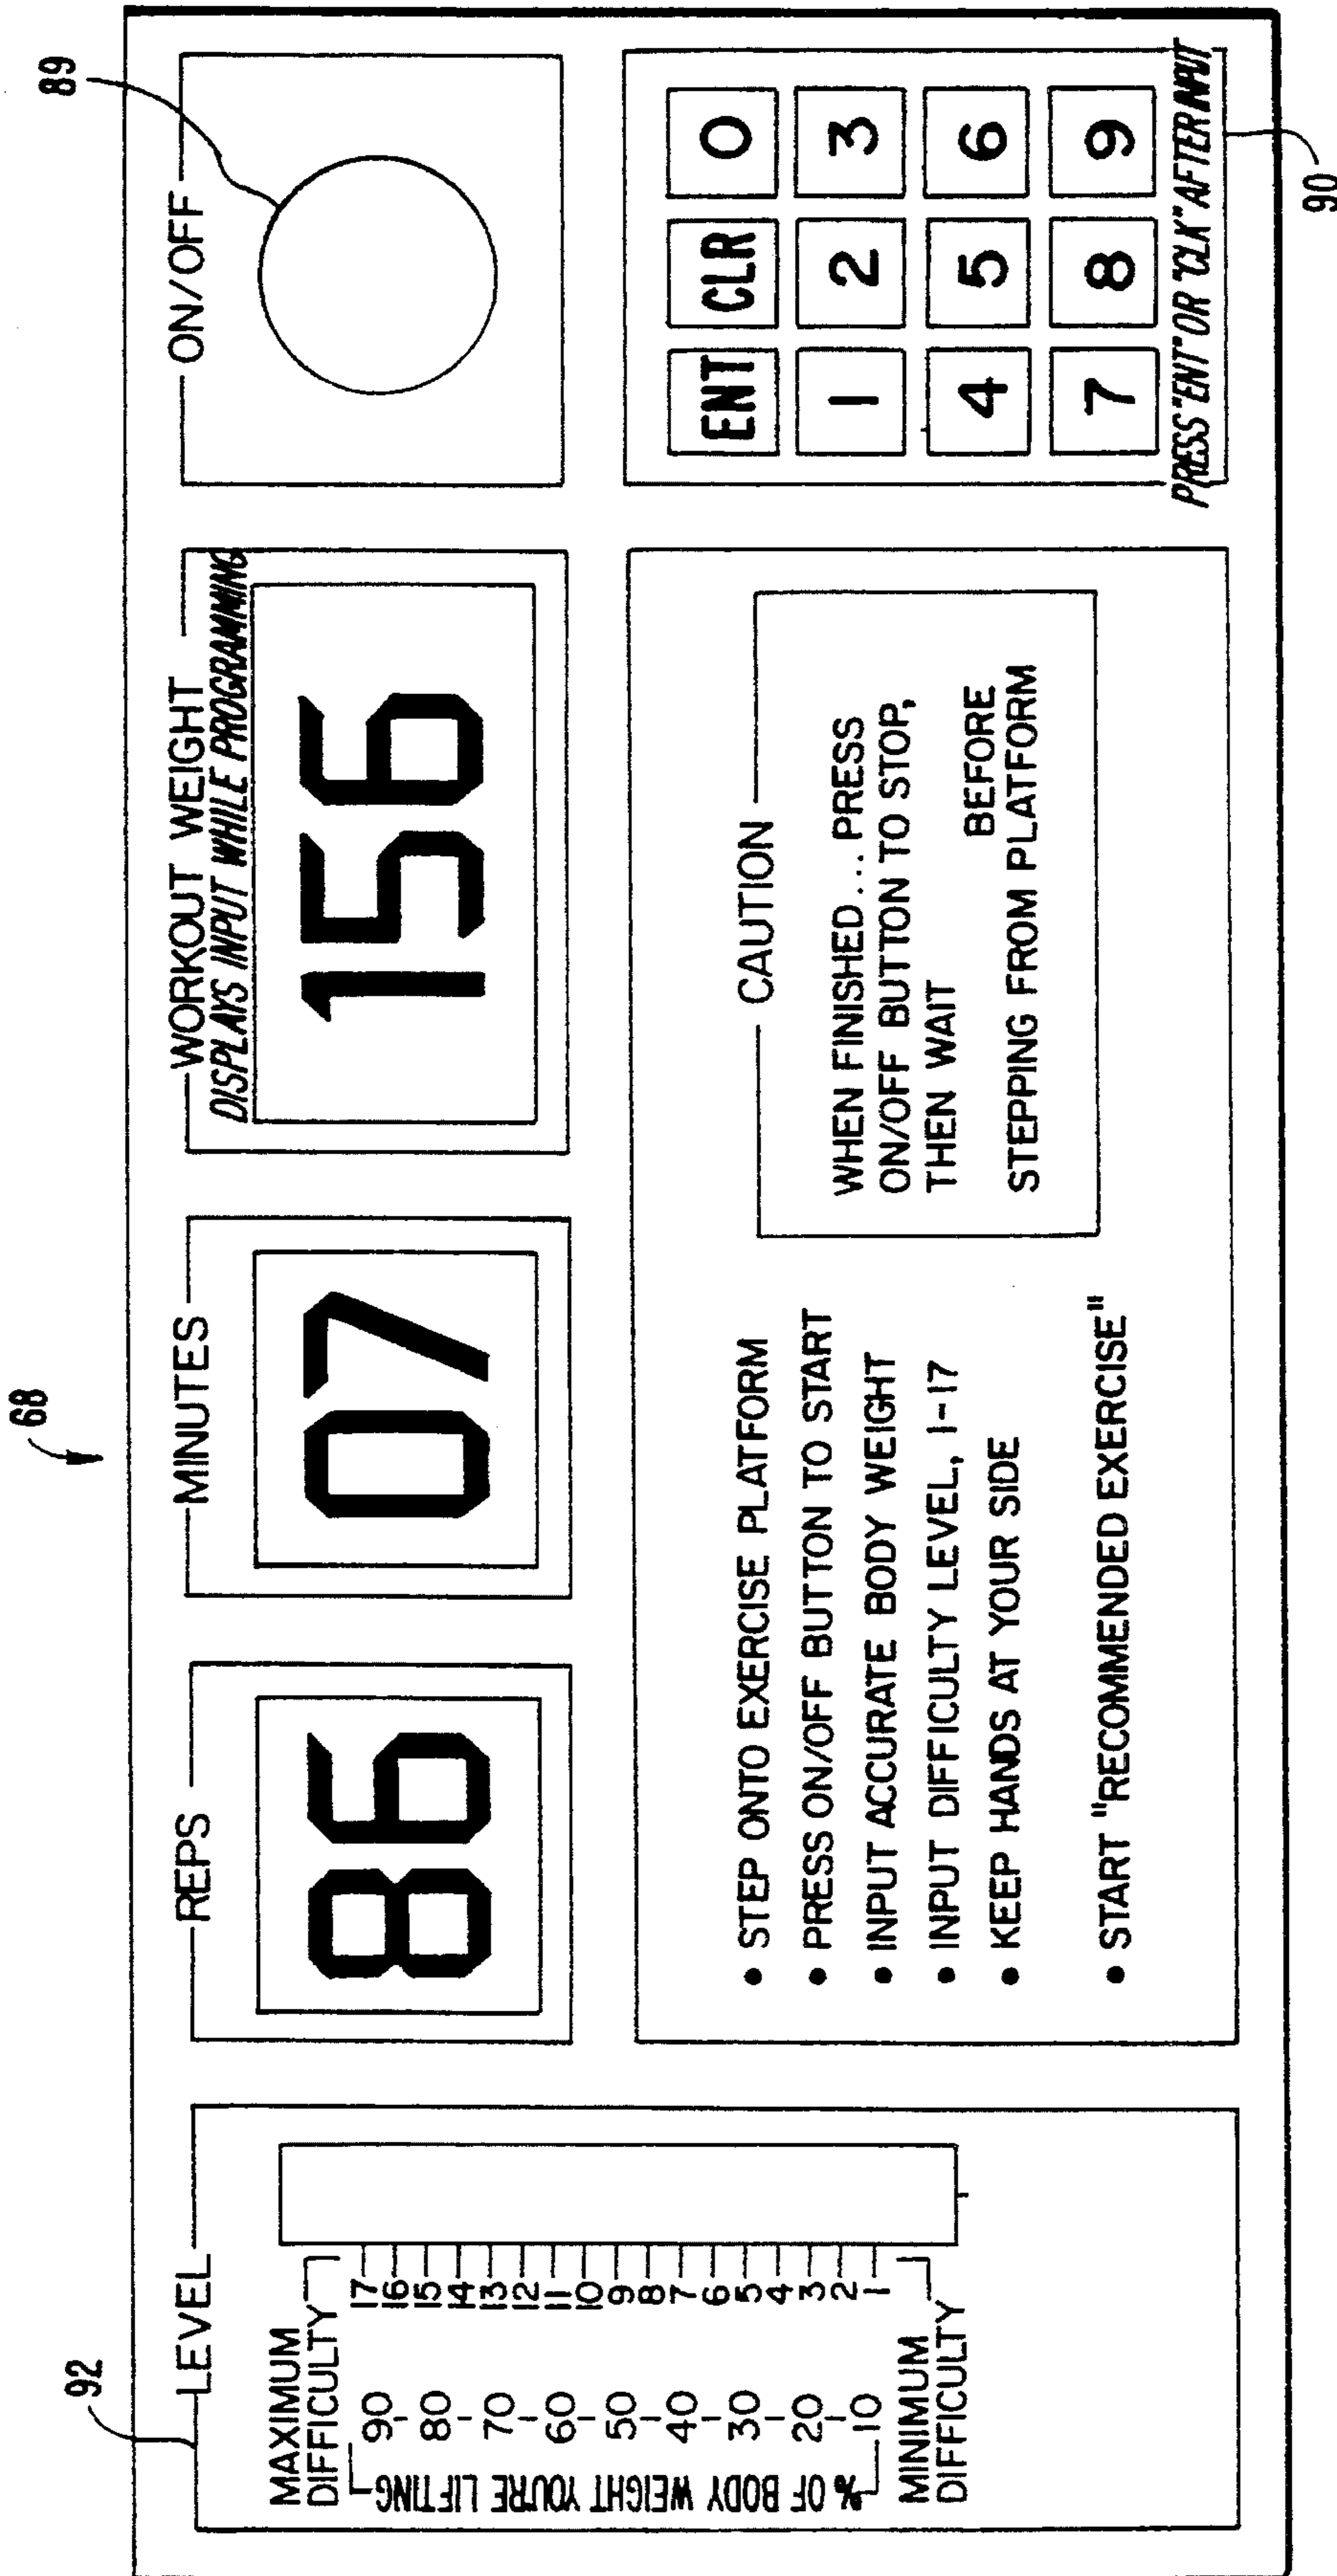 68
92
89
LEVEL
MAXIMUM
DIFFICULTY
% OF BODY WEIGHT YOU'RE LIFTING
90
80
70
60
50
40
30
20
10
17
16
15
14
13
12
11
10
9
8
7
6
5
4
3
2
1
MINIMUM
DIFFICULTY
REPS
86
MINUTES
07
WORKOUT WEIGHT
DISPLAYS INPUT WHILE PROGRAMMING
156
ON/OFF
• STEP ONTO EXERCISE PLATFORM
• PRESS ON/OFF BUTTON TO START
• INPUT ACCURATE BODY WEIGHT
• INPUT DIFFICULTY LEVEL, 1-17
• KEEP HANDS AT YOUR SIDE
• START "RECOMMENDED EXERCISE"
CAUTION
WHEN FINISHED... PRESS
ON/OFF BUTTON TO STOP,
THEN WAIT
BEFORE
STEPPING FROM PLATFORM
ENT CLR 0
1 2 3
4 5 6
7 8 9
PRESS "ENT" OR "CLK" AFTER INPUT
90